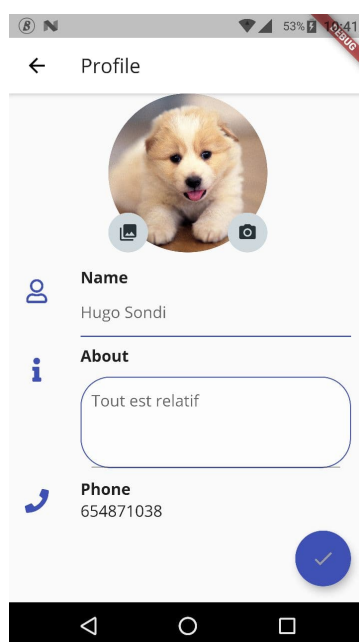 B N 53% 10:41
DEBUG
Profile
Name
Hugo Sondi
About
i
Tout est relatif
Phone
654871038